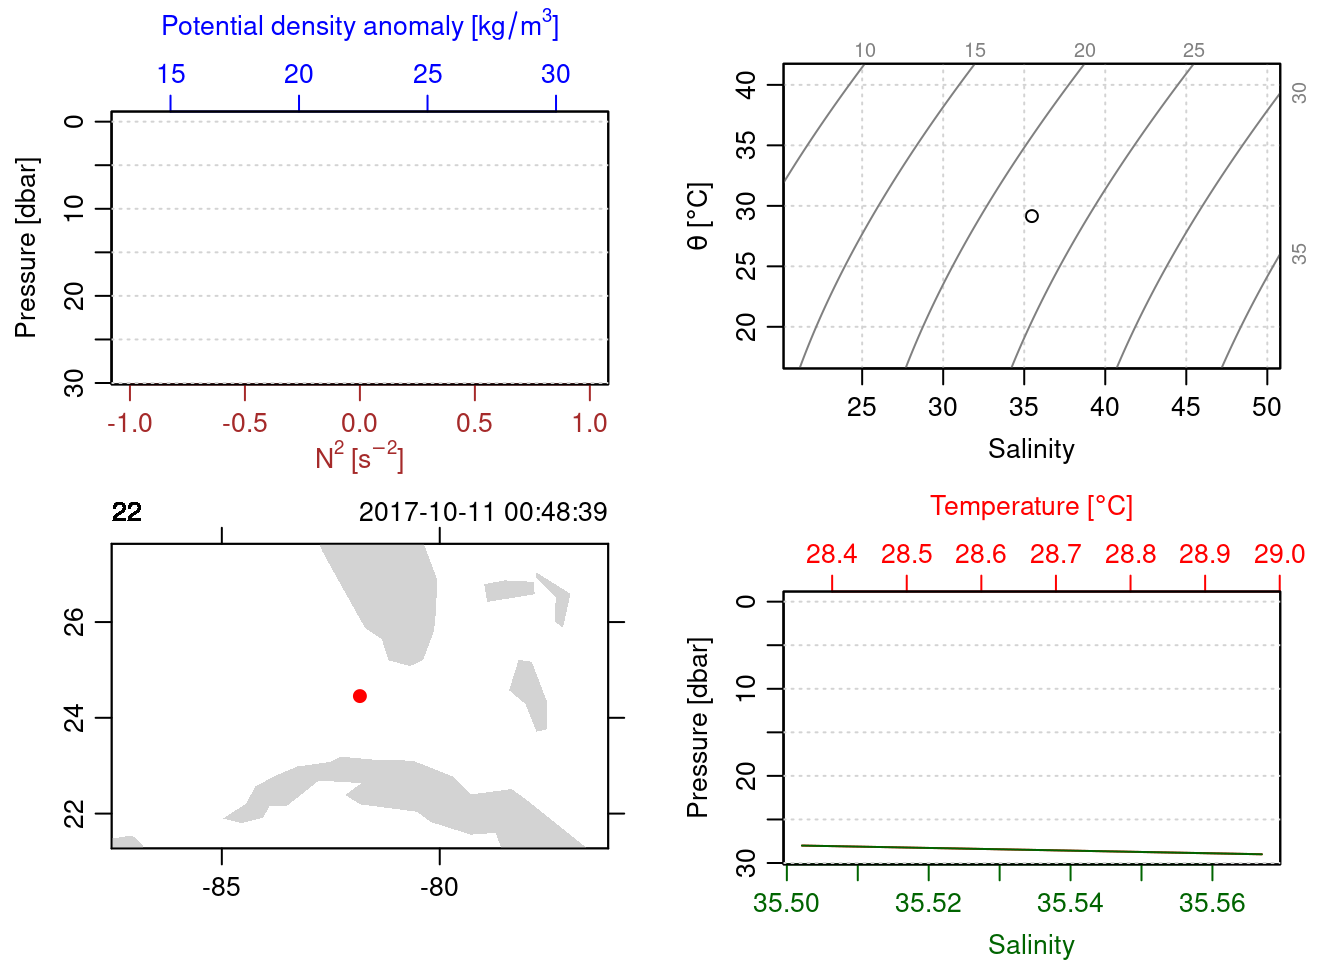 Potential density anomaly [kg/m³]
15 20 25 30
0
10
20
30
Pressure [dbar]
-1.0 -0.5 0.0 0.5 1.0
N² [s⁻²]
10 15 20 25
30
35
40
35
30
25
20
θ [°C]
25 30 35 40 45 50
Salinity
22 2017-10-11 00:48:39
26
24
22
-85 -80
Temperature [°C]
28.4 28.5 28.6 28.7 28.8 28.9 29.0
0
10
20
30
Pressure [dbar]
35.50 35.52 35.54 35.56
Salinity